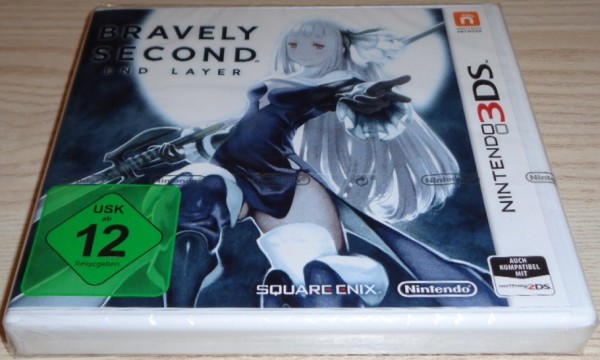 BRAVELY
SECOND
END LAYER
NINTENDO 3DS
USK
ab
12
freigegeben
SQUARE ENIX
Nintendo
AUCH
KOMPATIBEL
MIT
NINTENDO 2DS